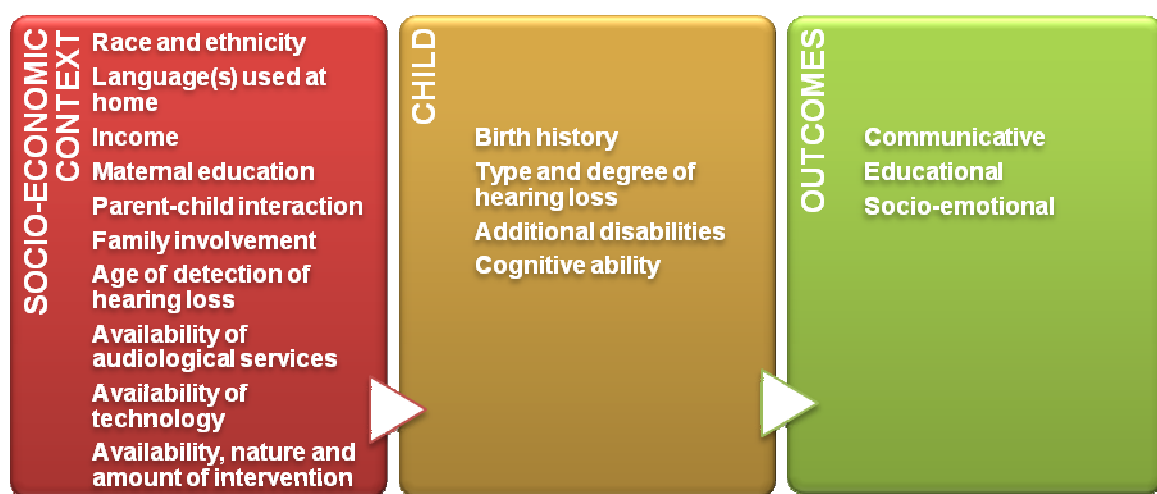 SOCIO-ECONOMIC
CONTEXT
Race and ethnicity
Language(s) used at
home
Income
Maternal education
Parent-child interaction
Family involvement
Age of detection of
hearing loss
Availability of
audiological services
Availability of
technology
Availability, nature and
amount of intervention
CHILD
Birth history
Type and degree of
hearing loss
Additional disabilities
Cognitive ability
OUTCOMES
Communicative
Educational
Socio-emotional